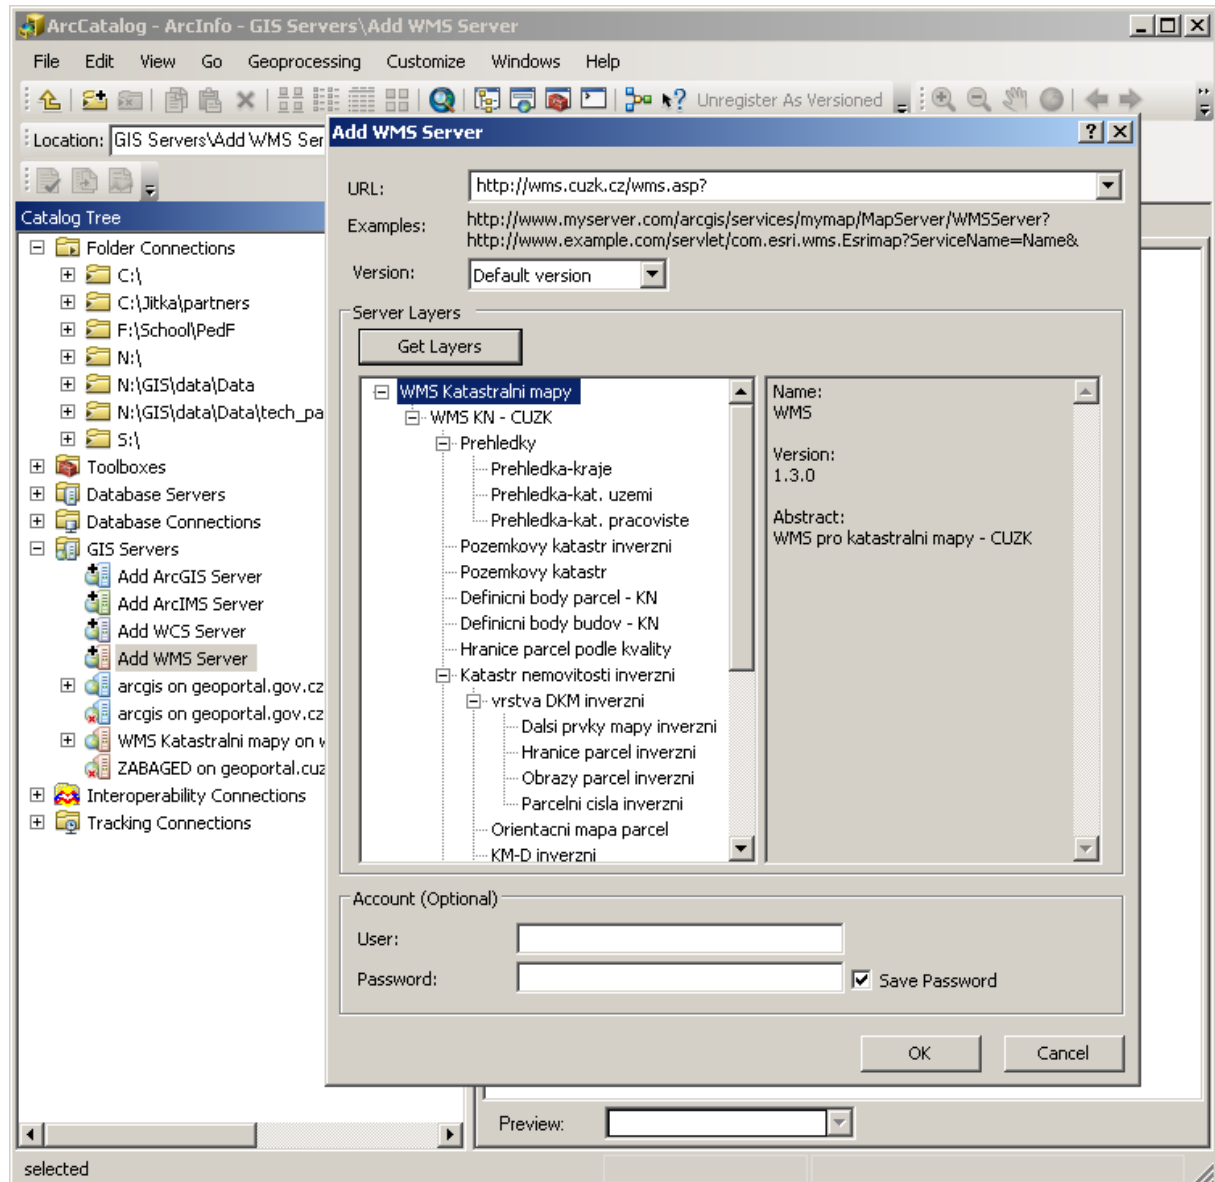 ArcCatalog - ArcInfo - GIS Servers\Add WMS Server
File Edit View Go Geoprocessing Customize Windows Help
Unregister As Versioned
Location: GIS Servers\Add WMS Ser
Catalog Tree
Folder Connections
C:\
C:\Jitka\partners
F:\School\PedF
N:\
N:\GIS\data\Data
N:\GIS\data\Data\tech_pa
S:\
Toolboxes
Database Servers
Database Connections
GIS Servers
Add ArcGIS Server
Add ArcIMS Server
Add WCS Server
Add WMS Server
arcgis on geoportal.gov.cz
arcgis on geoportal.gov.cz
WMS Katastralni mapy on
ZABAGED on geoportal.cuz
Interoperability Connections
Tracking Connections
Add WMS Server
URL: http://wms.cuzk.cz/wms.asp?
Examples: http://www.myserver.com/arcgis/services/mymap/MapServer/WMSServer?
http://www.example.com/servlet/com.esri.wms.Esrimap?ServiceName=Name&
Version: Default version
Server Layers
Get Layers
WMS Katastralni mapy
WMS KN - CUZK
Prehledky
Prehledka-kraje
Prehledka-kat. uzemi
Prehledka-kat. pracoviste
Pozemkovy katastr inverzni
Pozemkovy katastr
Definicni body parcel - KN
Definicni body budov - KN
Hranice parcel podle kvality
Katastr nemovitosti inverzni
vrstva DKM inverzni
Dalsi prvky mapy inverzni
Hranice parcel inverzni
Obrazy parcel inverzni
Parcelni cisla inverzni
Orientacni mapa parcel
KM-D inverzni
Name:
WMS
Version:
1.3.0
Abstract:
WMS pro katastralni mapy - CUZK
Account (Optional)
User:
Password:
Save Password
OK Cancel
Preview:
selected